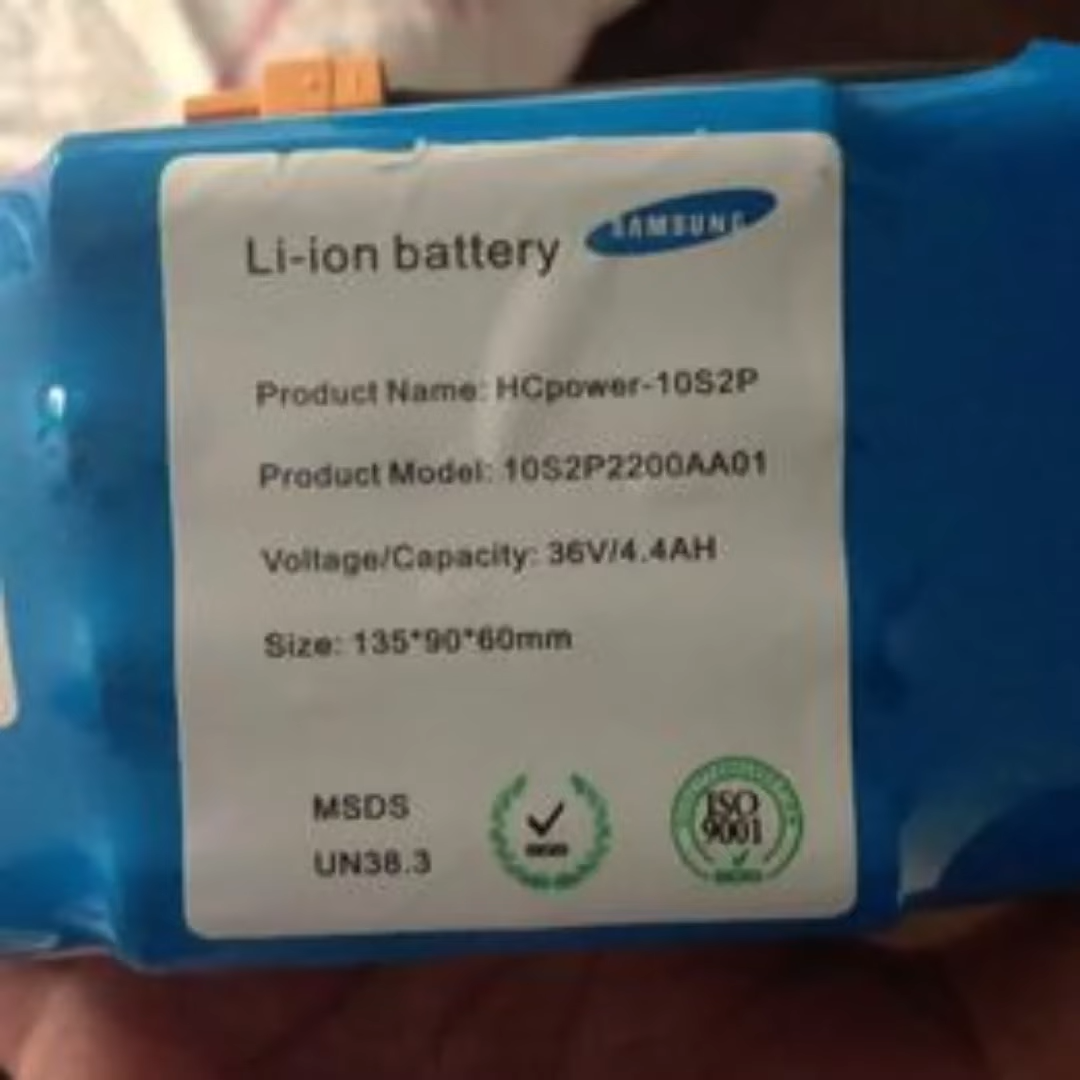 Li-ion battery SAMSUNG
Product Name: HCpower-10S2P
Product Model: 10S2P2200AA01
Voltage/Capacity: 36V/4.4AH
Size: 135*90*60mm
MSDS
UN38.3
ISO
9001